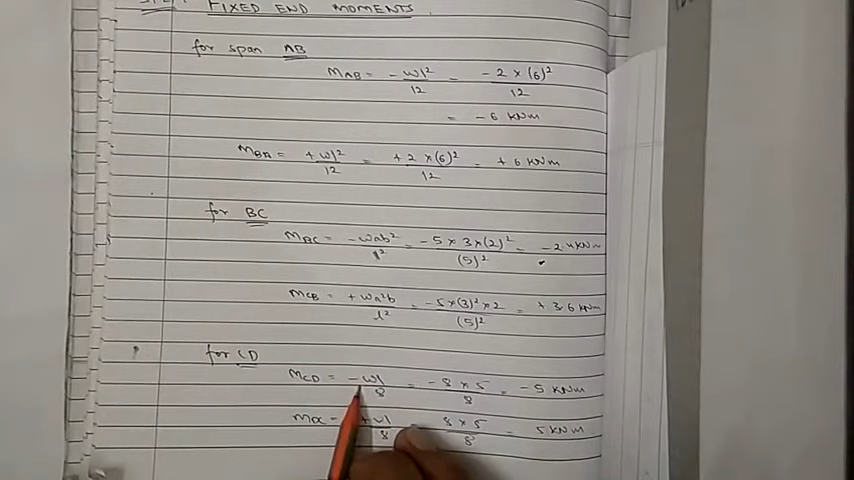 FIXED END MOMENTS
for span AB
MAB = -wl² / 12 = -2 × (6)² / 12
= -6 KNm
MBA = +wl² / 12 = +2 × (6)² / 12 = +6 KNm
for BC
MBC = -wab² / l² = -5 × 3 × (2)² / (5)² = -2.4 KNm
MCB = +wa²b / l² = -5 × (3)² × 2 / (5)² = +3.6 KNm
for CD
MCD = -wl / 8 = -8 × 5 / 8 = -5 KNm
MDC = +wl / 8 8 × 5 / 8 = 5 KNm